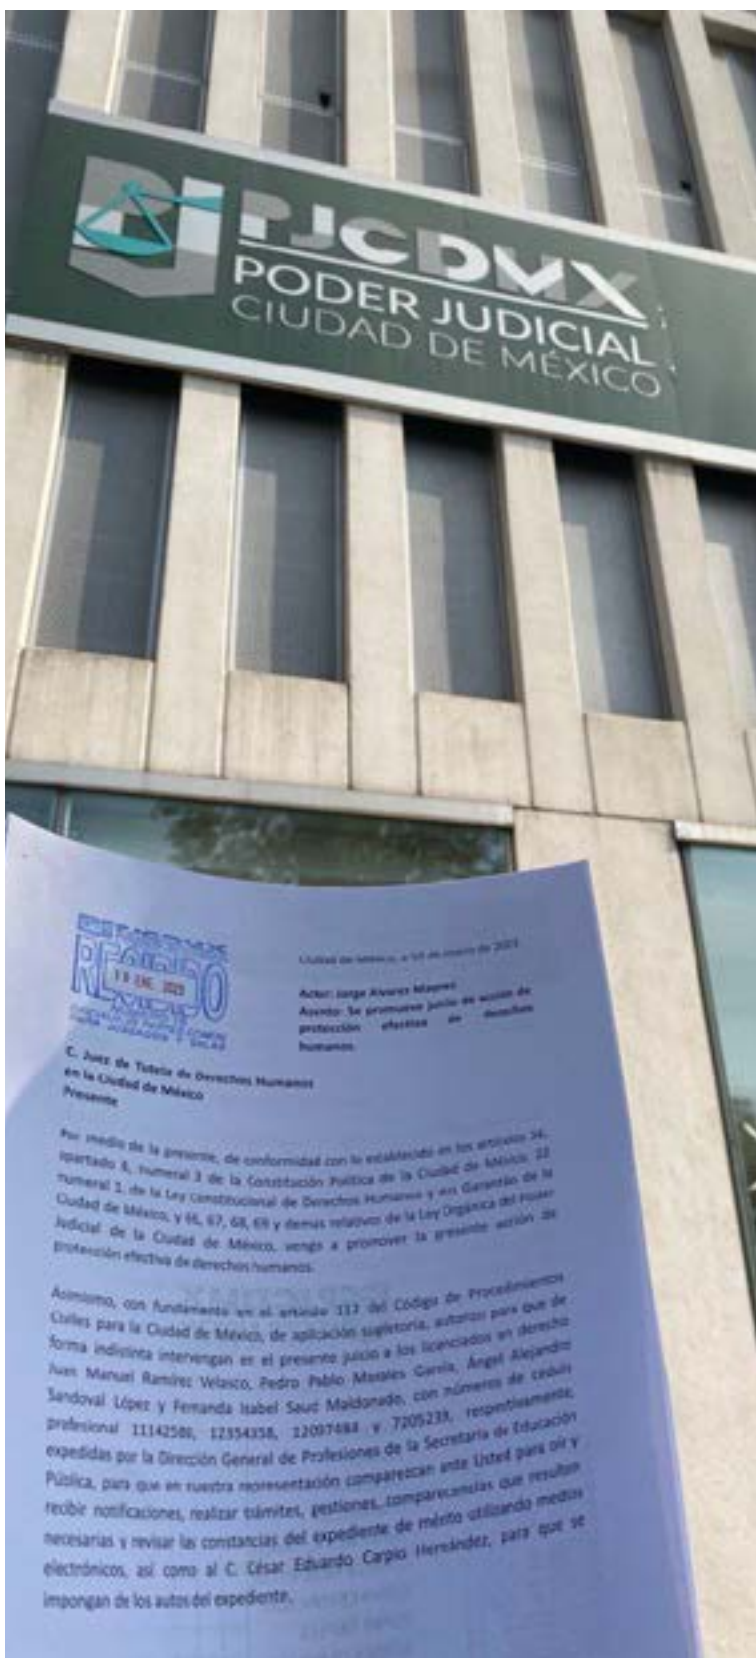 PJCDMX
PODER JUDICIAL
CIUDAD DE MÉXICO
RECIBIDO
19 ENE. 2023
Ciudad de México, a de enero de 2023
Actor: Jorge Álvarez Máynez
Asunto: Se promueve juicio de acción de
protección efectiva de derechos
humanos.
C. Juez de Tutela de Derechos Humanos
en la Ciudad de México
Presente
Por medio de la presente, de conformidad con lo establecido en los artículos 36,
apartado B, numeral 3 de la Constitución Política de la Ciudad de México, 22
numeral 1, de la Ley Constitucional de Derechos Humanos y sus Garantías de la
Ciudad de México, y 66, 67, 68, 69 y demás relativos de la Ley Orgánica del Poder
Judicial de la Ciudad de México, vengo a promover la presente acción de
protección efectiva de derechos humanos.
Asimismo, con fundamento en el artículo 112 del Código de Procedimientos
Civiles para la Ciudad de México, de aplicación supletoria, autorizo para que de
forma indistinta intervengan en el presente juicio a los licenciados en derecho
Juan Manuel Ramírez Velasco, Pedro Pablo Morales García, Ángel Alejandro
Sandoval López y Fernanda Isabel Saud Maldonado, con números de cédula
profesional 12354358, y 7205239, respectivamente,
expedidas por la Dirección General de Profesiones de la Secretaría de Educación
Pública, para que en nuestra representación comparezcan ante Usted para oír y
recibir notificaciones, realizar trámites, gestiones, comparecencias que resulten
necesarias y revisar las constancias del expediente de mérito utilizando medios
electrónicos, así como al C. César Eduardo Carpio Hernández, para que se
impongan de los autos del expediente.